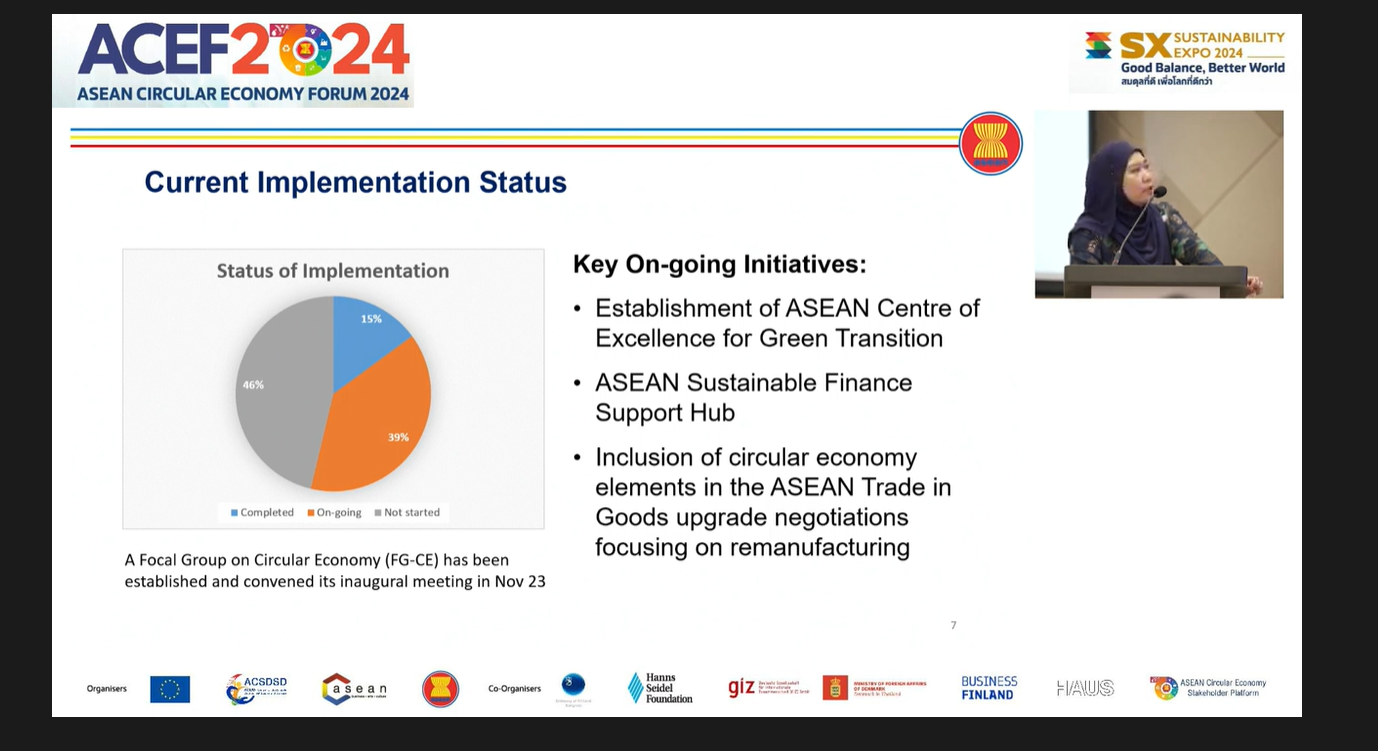 ACEF2024
ASEAN CIRCULAR ECONOMY FORUM 2024
SX SUSTAINABILITY
EXPO 2024
Good Balance, Better World
สมดุลที่ดี เพื่อโลกที่ดีกว่า
Current Implementation Status
Status of Implementation
15%
46%
39%
Completed On-going Not started
A Focal Group on Circular Economy (FG-CE) has been
established and convened its inaugural meeting in Nov 23
Key On-going Initiatives:
• Establishment of ASEAN Centre of
Excellence for Green Transition
• ASEAN Sustainable Finance
Support Hub
• Inclusion of circular economy
elements in the ASEAN Trade in
Goods upgrade negotiations
focusing on remanufacturing
7
Organisers
ACSDSD
asean
Co-Organisers
Hanns
Seidel
Foundation
giz
MINISTRY OF FOREIGN AFFAIRS
OF DENMARK
BUSINESS
FINLAND
HAUS
ASEAN Circular Economy
Stakeholder Platform